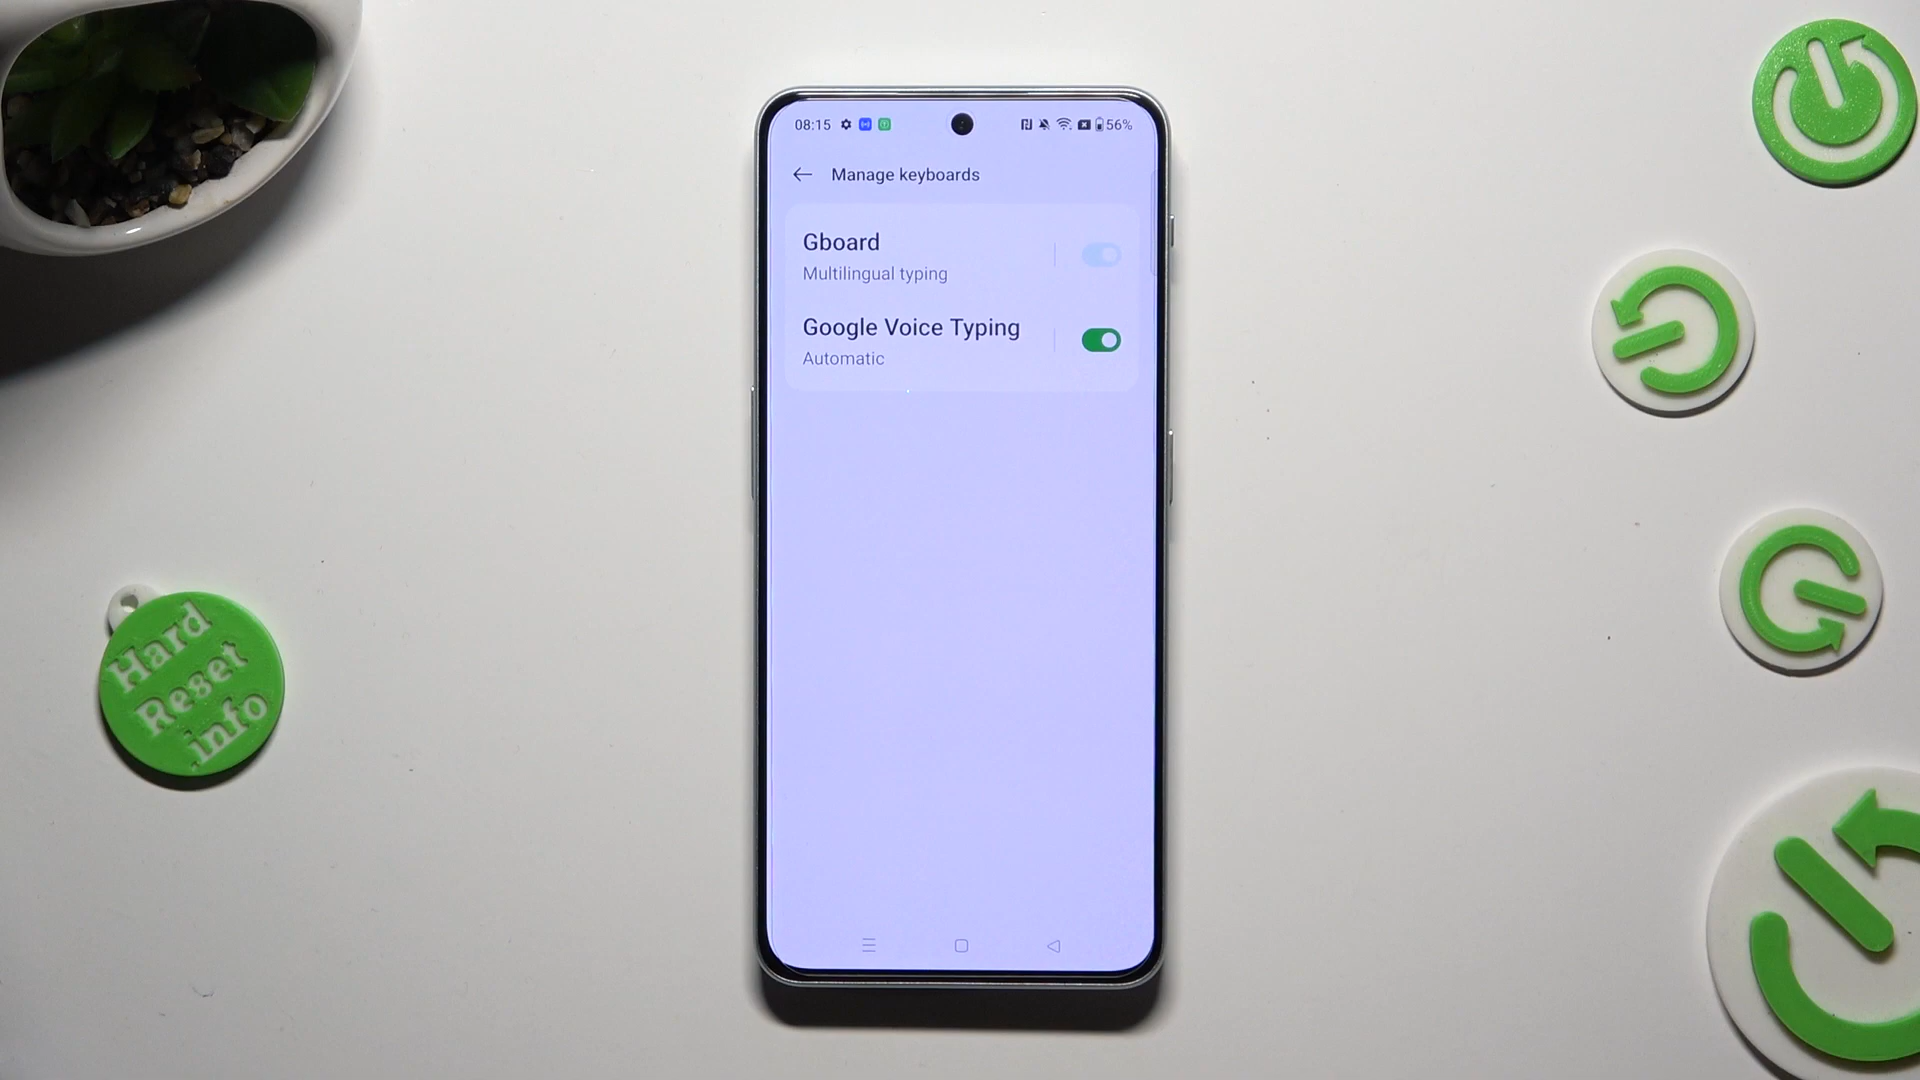 08:15
56%
Manage keyboards
Gboard
Multilingual typing
Google Voice Typing
Automatic
Hard
Reset
.info